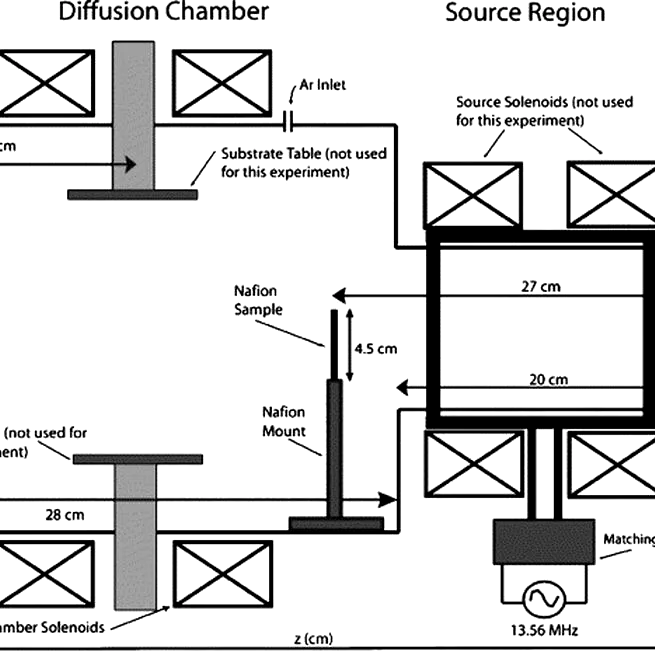 Diffusion Chamber
Source Region
Ar Inlet
Source Solenoids (not used
for this experiment)
cm
Substrate Table (not used
for this experiment)
27 cm
Nafion
Sample
4.5 cm
20 cm
Nafion
Mount
(not used for
ent)
28 cm
Matching
amber Solenoids
13.56 MHz
z (cm)